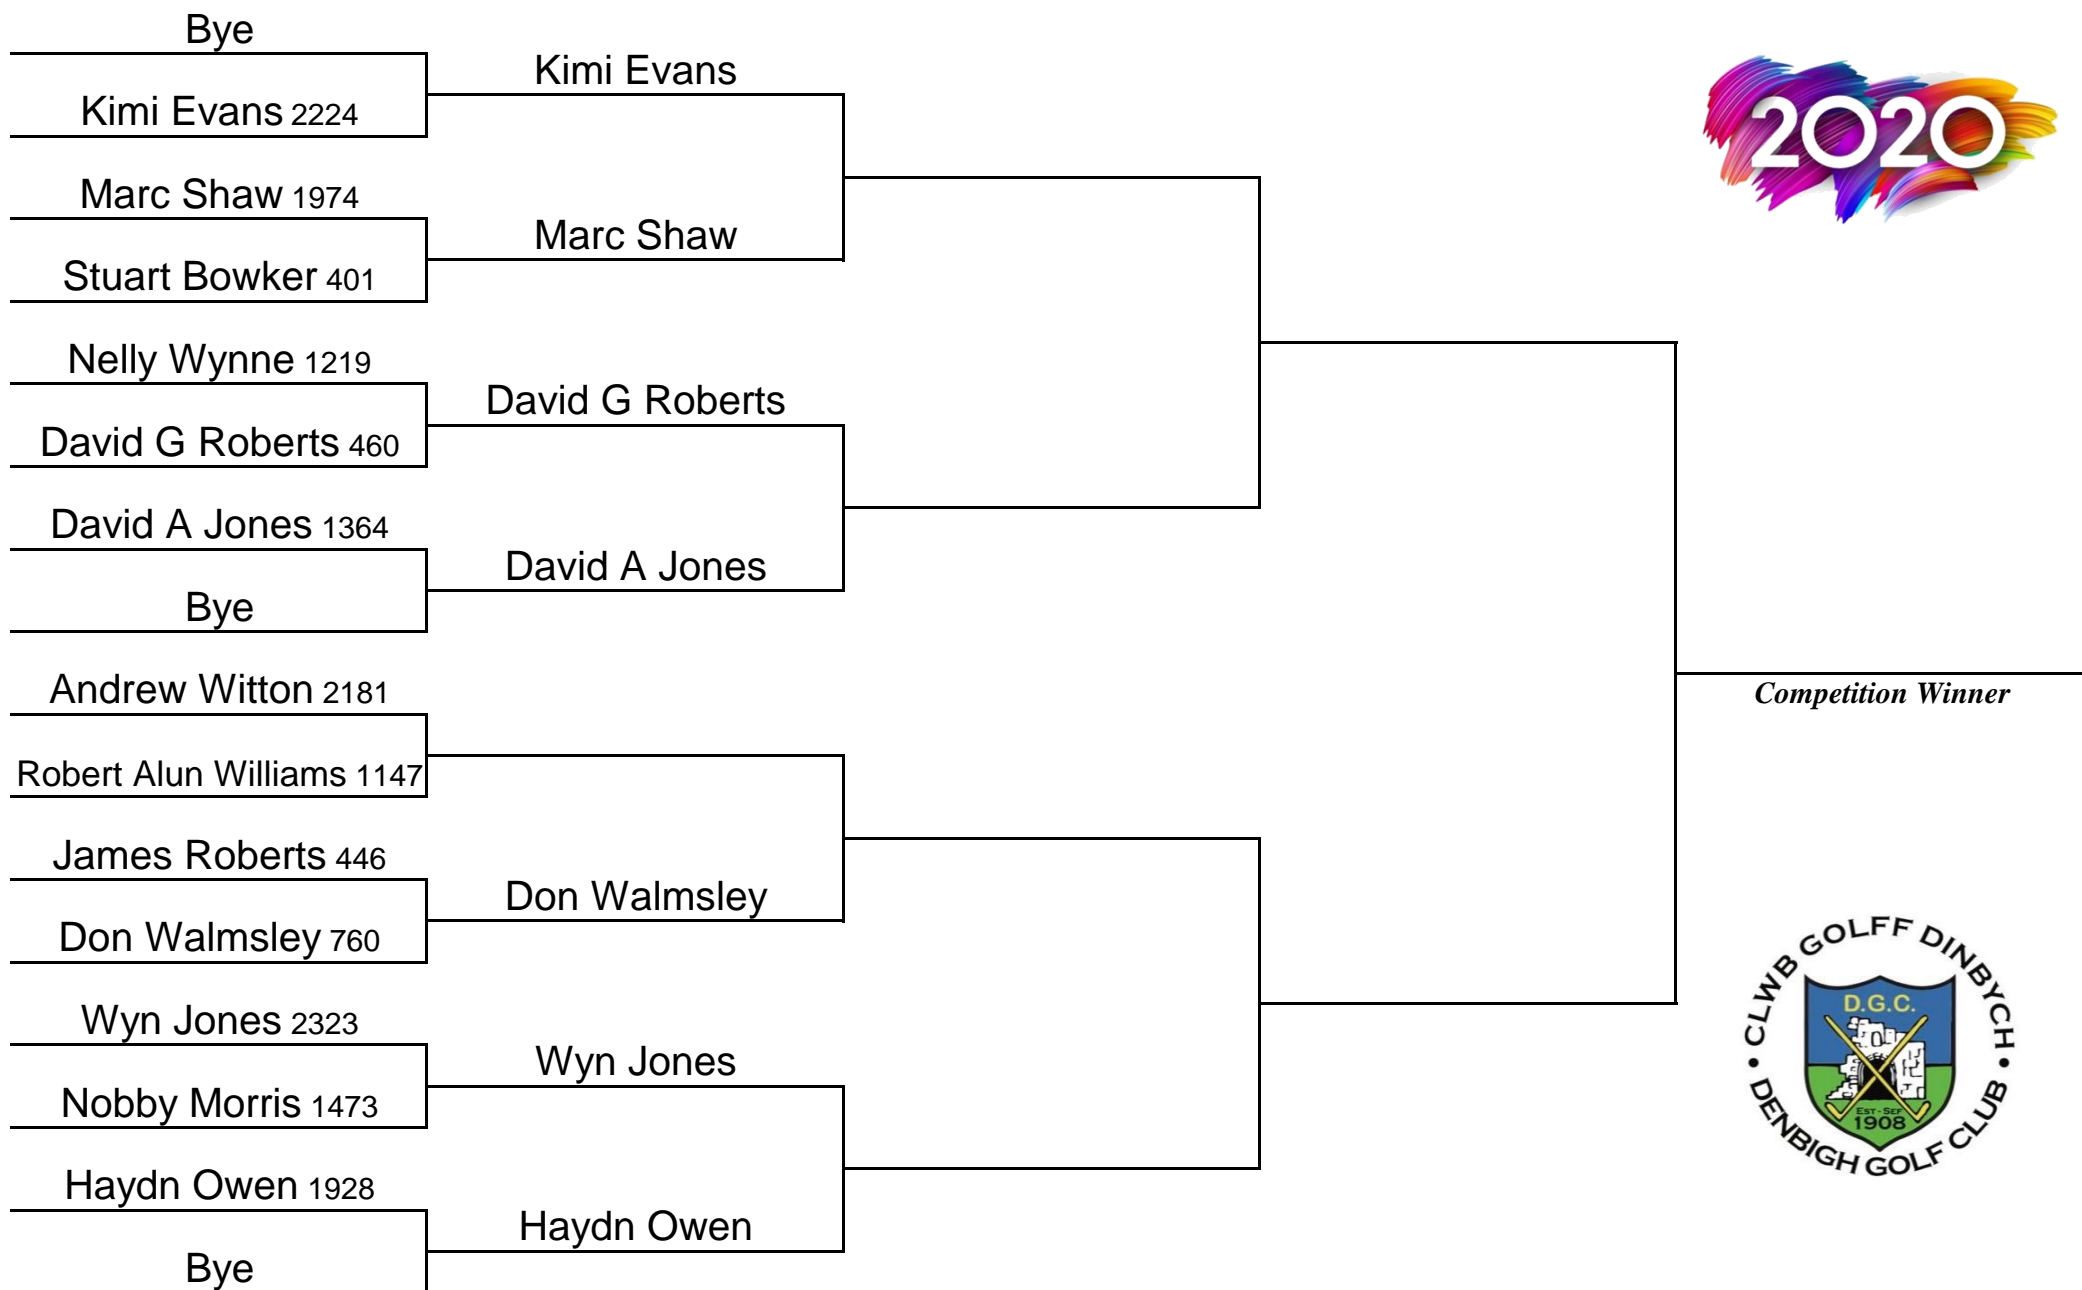 Bye
Kimi Evans 2224
Marc Shaw 1974
Stuart Bowker 401
Nelly Wynne 1219
David G Roberts 460
David A Jones 1364
Bye
Andrew Witton 2181
Robert Alun Williams 1147
James Roberts 446
Don Walmsley 760
Wyn Jones 2323
Nobby Morris 1473
Haydn Owen 1928
Bye
Kimi Evans
Marc Shaw
David G Roberts
David A Jones
Don Walmsley
Wyn Jones
Haydn Owen
2020
Competition Winner
• CLWB GOLFF DINBYCH •
D.G.C.
EST - SEF
1908
DENBIGH GOLF CLUB